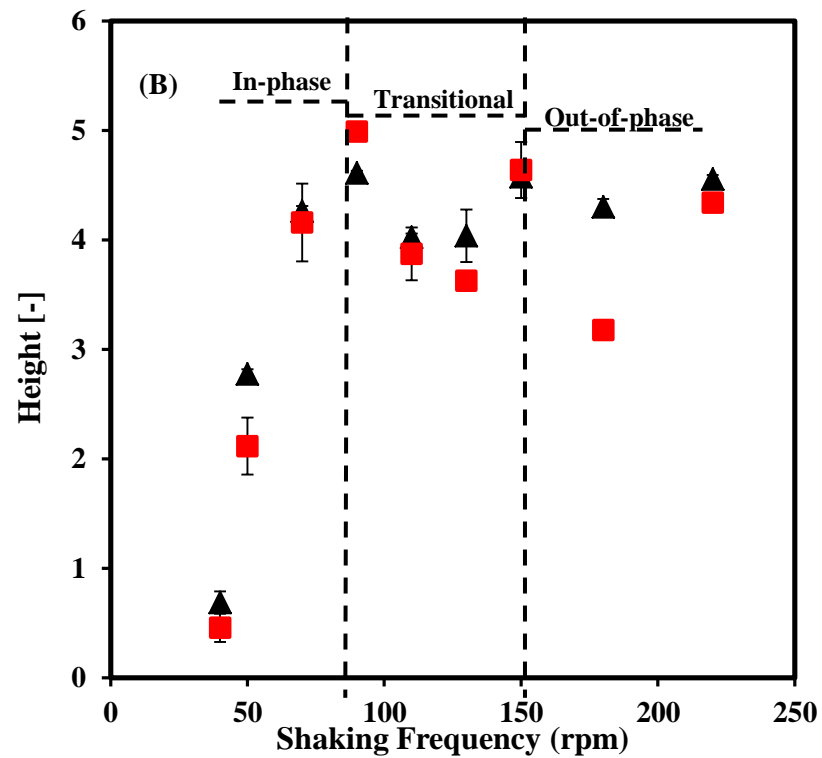 6
(B)
In-phase
Transitional
Out-of-phase
5
4
3
2
1
0
Height [-]
0 50 100 150 200 250
Shaking Frequency (rpm)